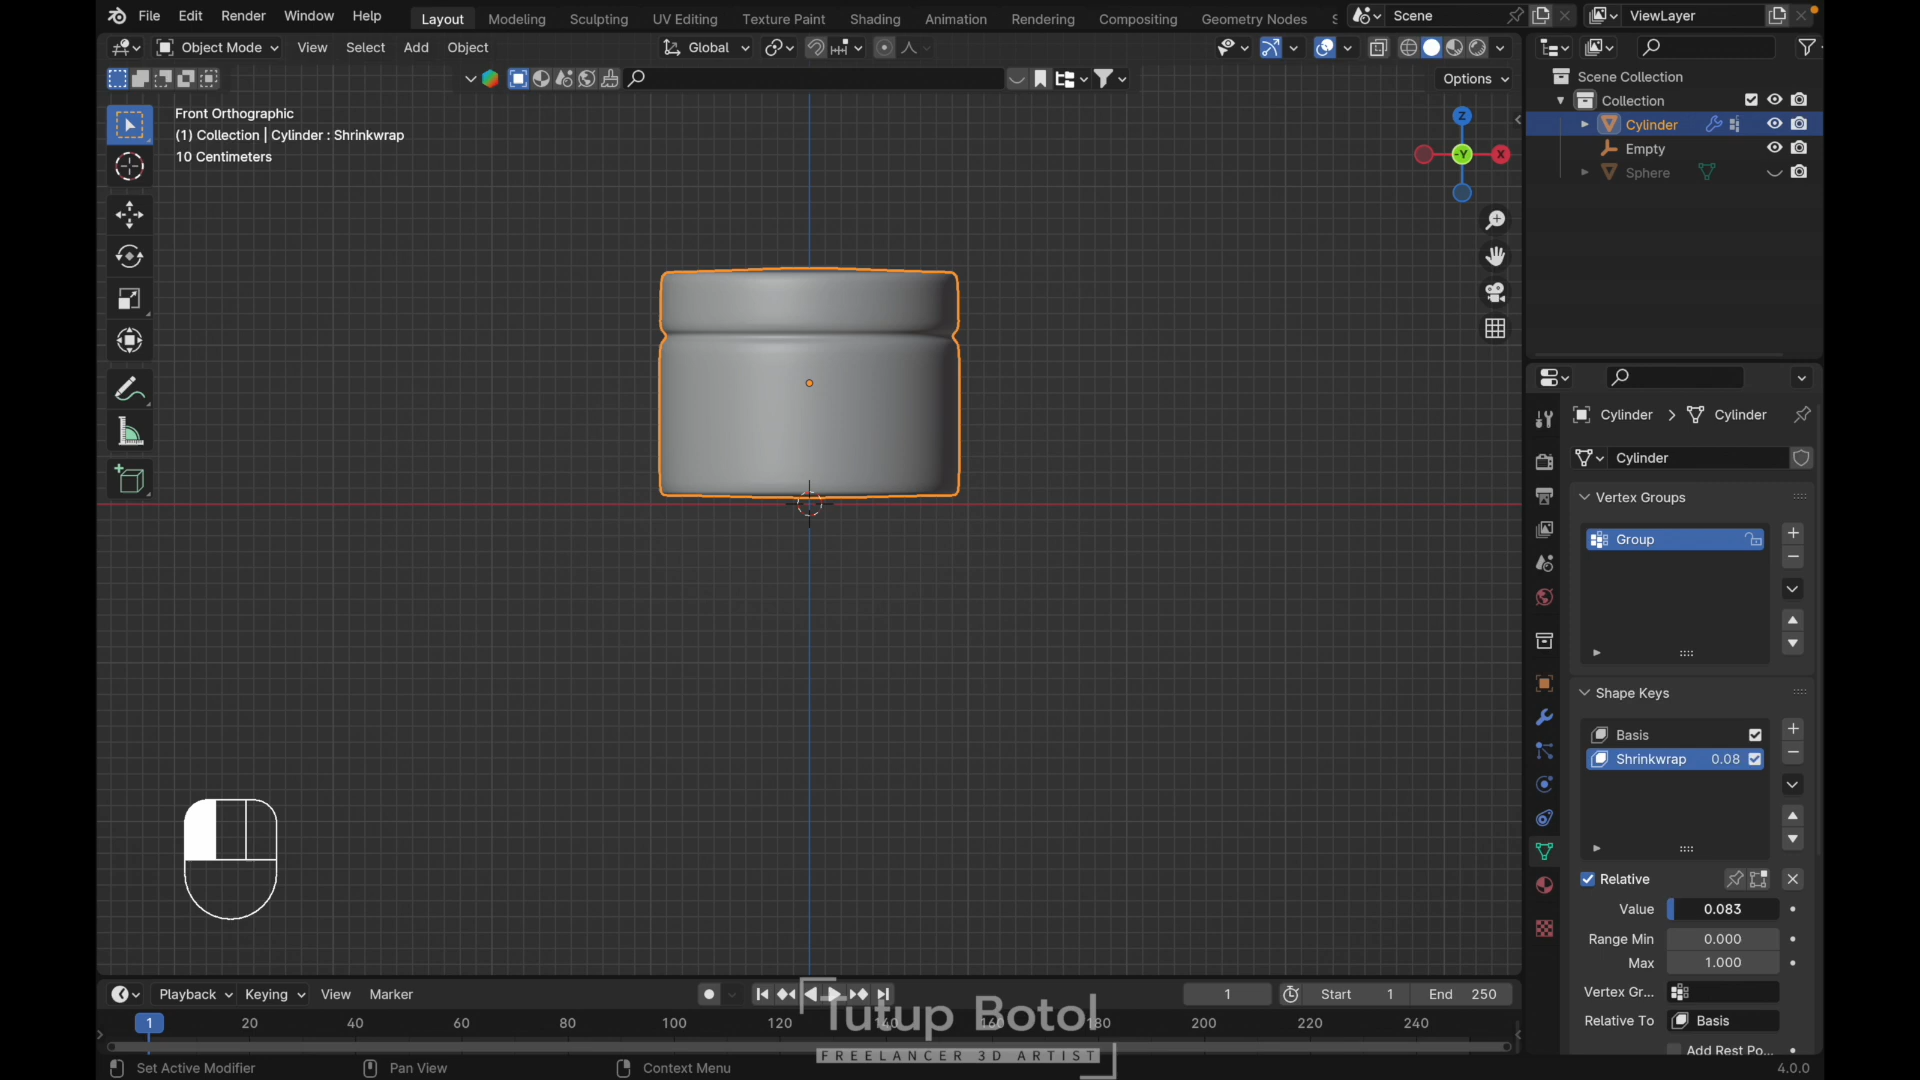 File Edit Render Window Help Layout Modeling Sculpting UV Editing Texture Paint Shading Animation Rendering Compositing Geometry Nodes Scene ViewLayer
Object Mode View Select Add Object Global
Options
Front Orthographic
(1) Collection | Cylinder : Shrinkwrap
10 Centimeters
Z
-Y
X
Scene Collection
Collection
Cylinder
Empty
Sphere
Cylinder > Cylinder
Cylinder
Vertex Groups
Group
Shape Keys
Basis
Shrinkwrap 0.08
Relative
Value 0.083
Range Min 0.000
Max 1.000
Vertex Gr...
Relative To Basis
Add Rest Po...
Playback Keying View Marker 1 Start 1 End 250
1 20 40 60 80 100 120 140 160 180 200 220 240
Tutup Botol
FREELANCER 3D ARTIST
Set Active Modifier Pan View Context Menu 4.0.0